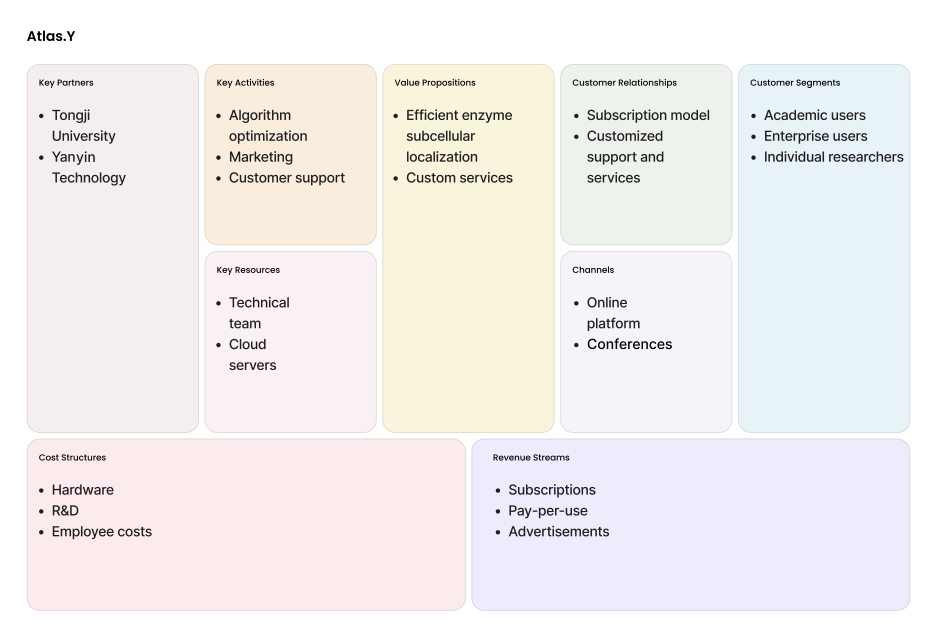 Atlas.Y
Key Partners
• Tongji
University
• Yanyin
Technology
Key Activities
• Algorithm
optimization
• Marketing
• Customer support
Key Resources
• Technical
team
• Cloud
servers
Value Propositions
• Efficient enzyme
subcellular
localization
• Custom services
Customer Relationships
• Subscription model
• Customized
support and
services
Channels
• Online
platform
• Conferences
Customer Segments
• Academic users
• Enterprise users
• Individual researchers
Cost Structures
• Hardware
• R&D
• Employee costs
Revenue Streams
• Subscriptions
• Pay-per-use
• Advertisements